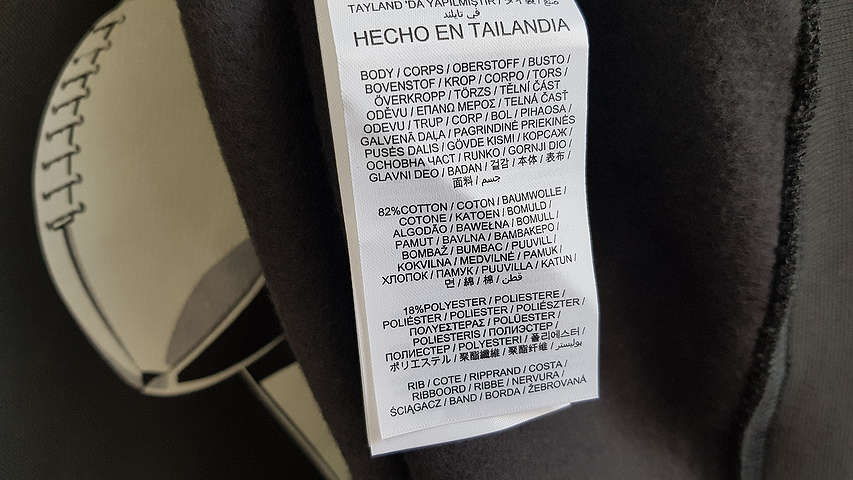 TAYLAND 'DA YAPILMIŞTIR /
في تايلند
HECHO EN TAILANDIA
BODY / CORPS / OBERSTOFF / BUSTO /
BOVENSTOF / KROP / CORPO / TORS /
ÖVERKROPP / TÖRZS / TĚLNÍ ČÁST
ODĚVU / ΕΠΑΝΩ ΜΕΡΟΣ / TELNÁ ČASŤ
ODEVU / TRUP / CORP / BOL / PIHAOSA /
GALVENĀ DAĻA / PAGRINDINĖ PRIEKINĖS
PUSĖS DALIS / GÖVDE KISMI / КОРСАЖ /
ОСНОВНА ЧАСТ / RUNKO / GORNJI DIO /
GLAVNI DEO / BADAN / 겉감 / 本体 / 表布 /
面料 / جسم
82%COTTON / COTON / BAUMWOLLE /
COTONE / KATOEN / BOMULD /
ALGODÃO / BAWEŁNA / BOMULL /
PAMUT / BAVLNA / ΒΑΜΒΑΚΕΡΟ /
BOMBAŽ / BUMBAC / PUUVILL /
KOKVILNA / MEDVILNĖ / PAMUK /
ХЛОПОК / ПАМУК / PUUVILLA / KATUN /
면 / 綿 / 棉 / قطن
18%POLYESTER / POLIESTERE /
POLIÉSTER / POLIESTER / POLIÉSZTER /
ΠΟΛΥΕΣΤΕΡΑΣ / POLÜESTER /
POLIESTERIS / ПОЛИЭСТЕР /
ПОЛИЕСТЕР / POLYESTERI / 폴리에스터 /
ポリエステル / 聚酯纖維 / 聚酯纤维 / بوليستر
RIB / COTE / RIPPRAND / COSTA /
RIBBOORD / RIBBE / NERVURA /
ŚCIĄGACZ / BAND / BORDA / ŽEBROVANÁ